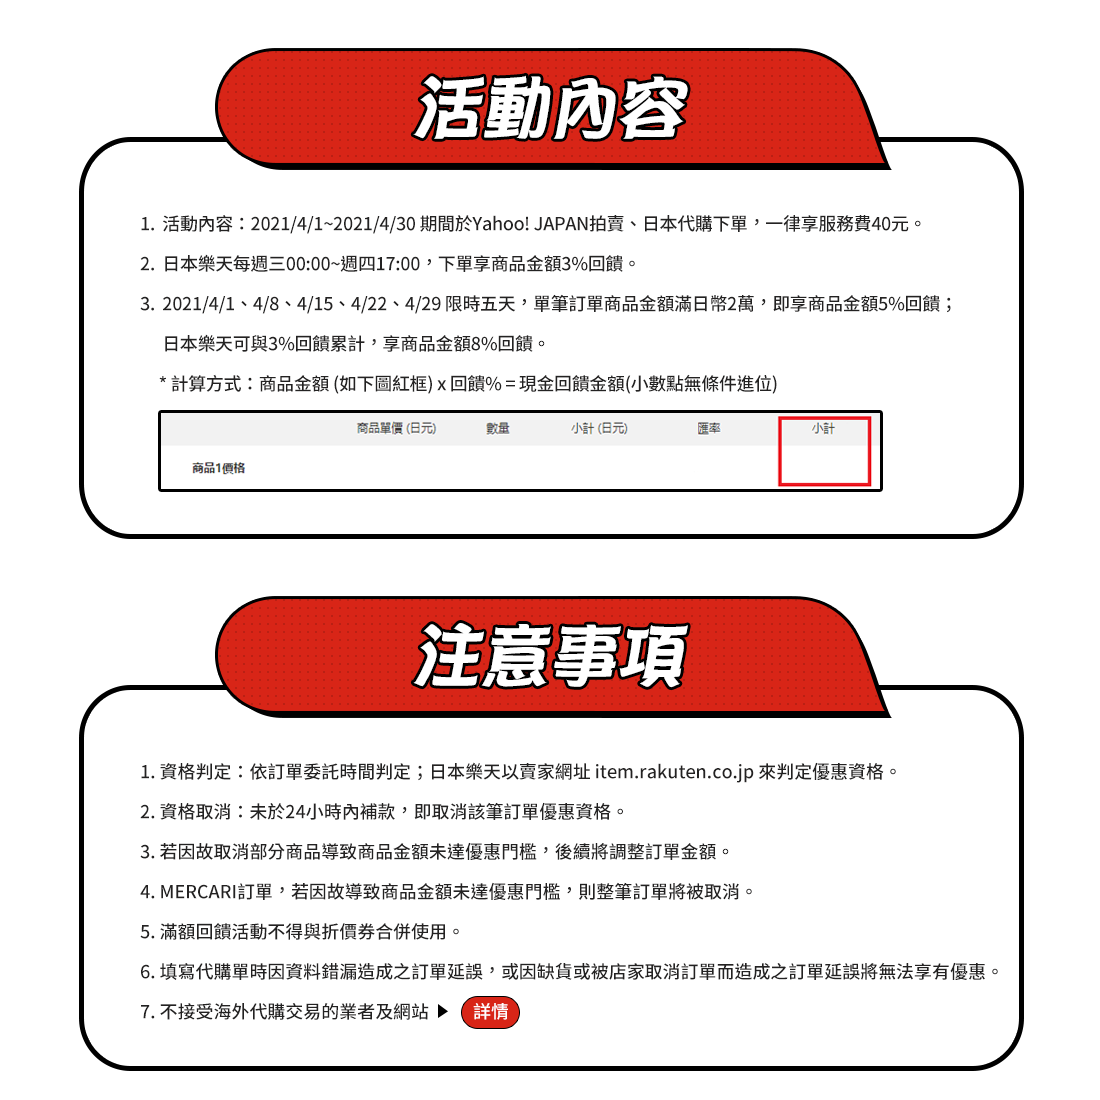 活動內容
1. 活動內容：2021/4/1~2021/4/30 期間於Yahoo! JAPAN拍賣、日本代購下單，一律享服務費40元。
2. 日本樂天每週三00:00~週四17:00，下單享商品金額3%回饋。
3. 2021/4/1、4/8、4/15、4/22、4/29 限時五天，單筆訂單商品金額滿日幣2萬，即享商品金額5%回饋；
日本樂天可與3%回饋累計，享商品金額8%回饋。
* 計算方式：商品金額 (如下圖紅框) x 回饋% = 現金回饋金額(小數點無條件進位)
商品單價 (日元) 數量 小計 (日元) 匯率 小計
商品1價格
注意事項
1. 資格判定：依訂單委託時間判定；日本樂天以賣家網址 item.rakuten.co.jp 來判定優惠資格。
2. 資格取消：未於24小時內補款，即取消該筆訂單優惠資格。
3. 若因故取消部分商品導致商品金額未達優惠門檻，後續將調整訂單金額。
4. MERCARI訂單，若因故導致商品金額未達優惠門檻，則整筆訂單將被取消。
5. 滿額回饋活動不得與折價券合併使用。
6. 填寫代購單時因資料錯漏造成之訂單延誤，或因缺貨或被店家取消訂單而造成之訂單延誤將無法享有優惠。
7. 不接受海外代購交易的業者及網站 ▶ 詳情